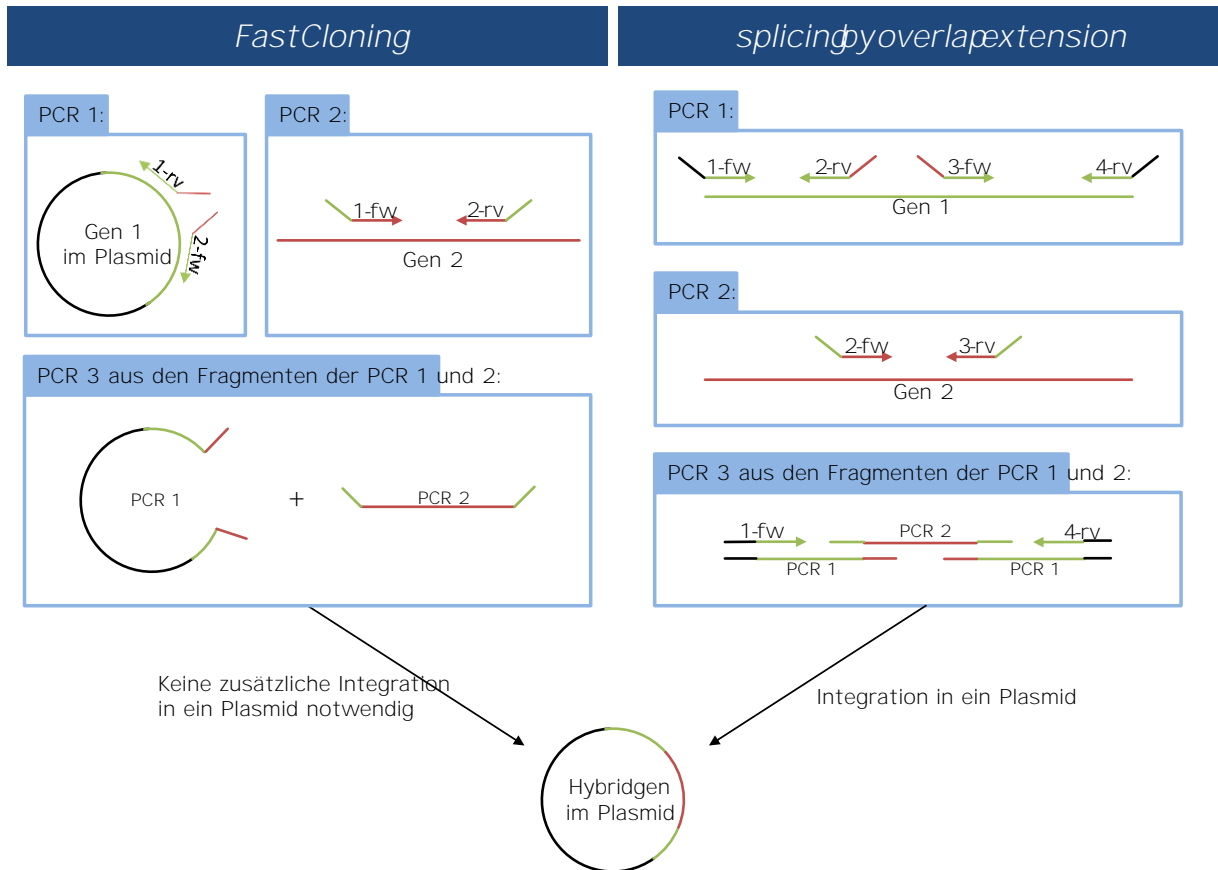 FastCloning
splicing by overlap extension
PCR 1:
1-rv
2-fw
Gen 1
im Plasmid
PCR 2:
1-fw
2-rv
Gen 2
PCR 3 aus den Fragmenten der PCR 1 und 2:
PCR 1
+
PCR 2
Keine zusätzliche Integration
in ein Plasmid notwendig
PCR 1:
1-fw
2-rv
3-fw
4-rv
Gen 1
PCR 2:
2-fw
3-rv
Gen 2
PCR 3 aus den Fragmenten der PCR 1 und 2:
1-fw
PCR 2
4-rv
PCR 1
PCR 1
Integration in ein Plasmid
Hybridgen
im Plasmid